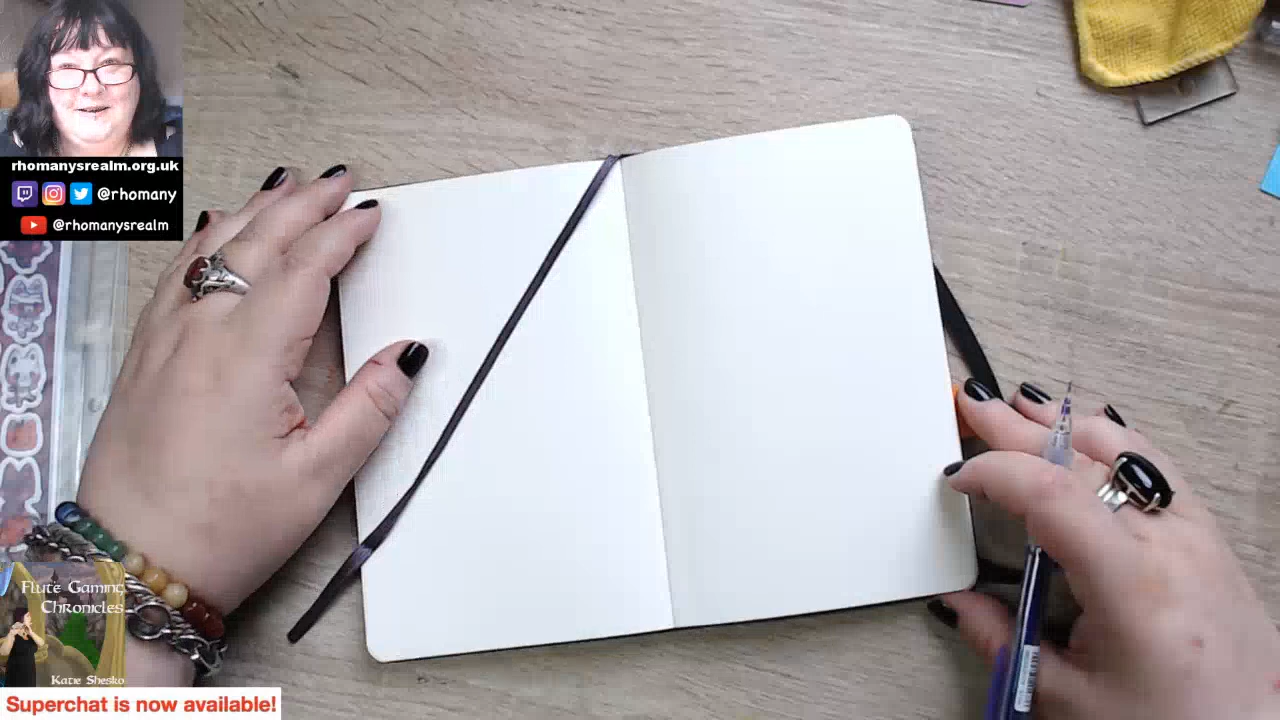 rhomanysrealm.org.uk
@rhomany
@rhomanysrealm
Flute Gaming
Chronicles
Katie Shesko
Superchat is now available!